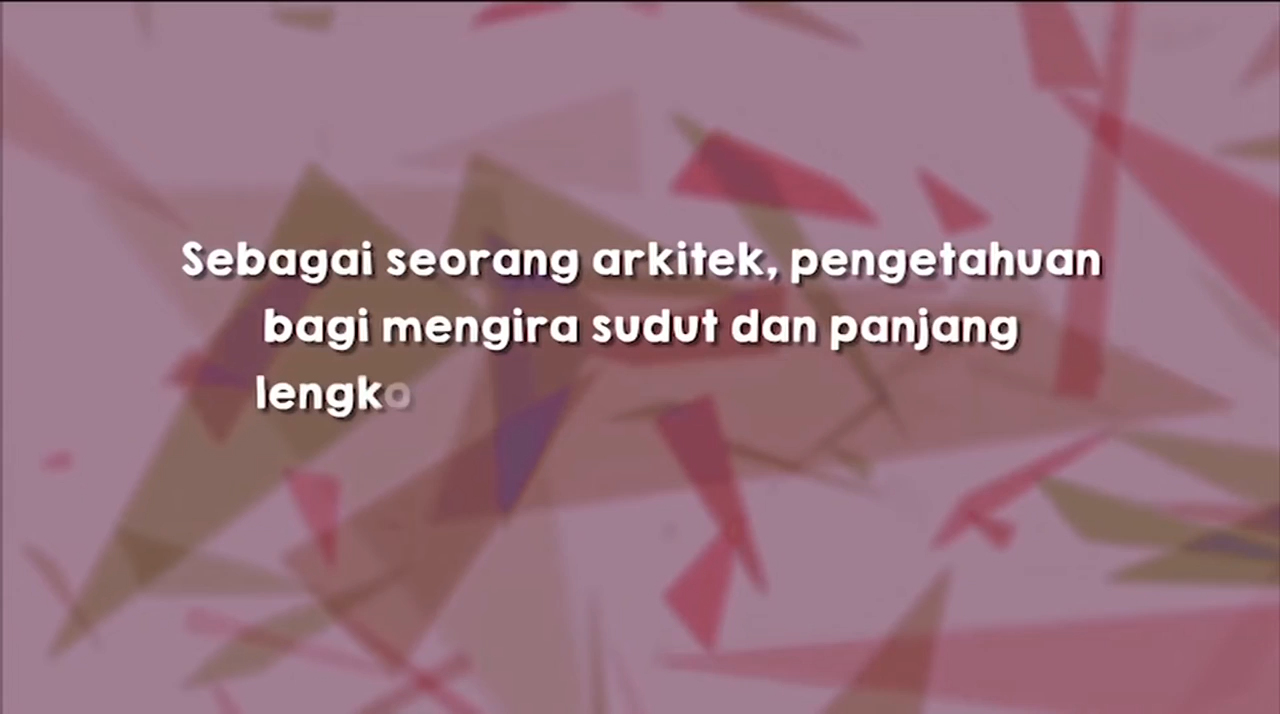 Sebagai seorang arkitek, pengetahuan
bagi mengira sudut dan panjang
lengko